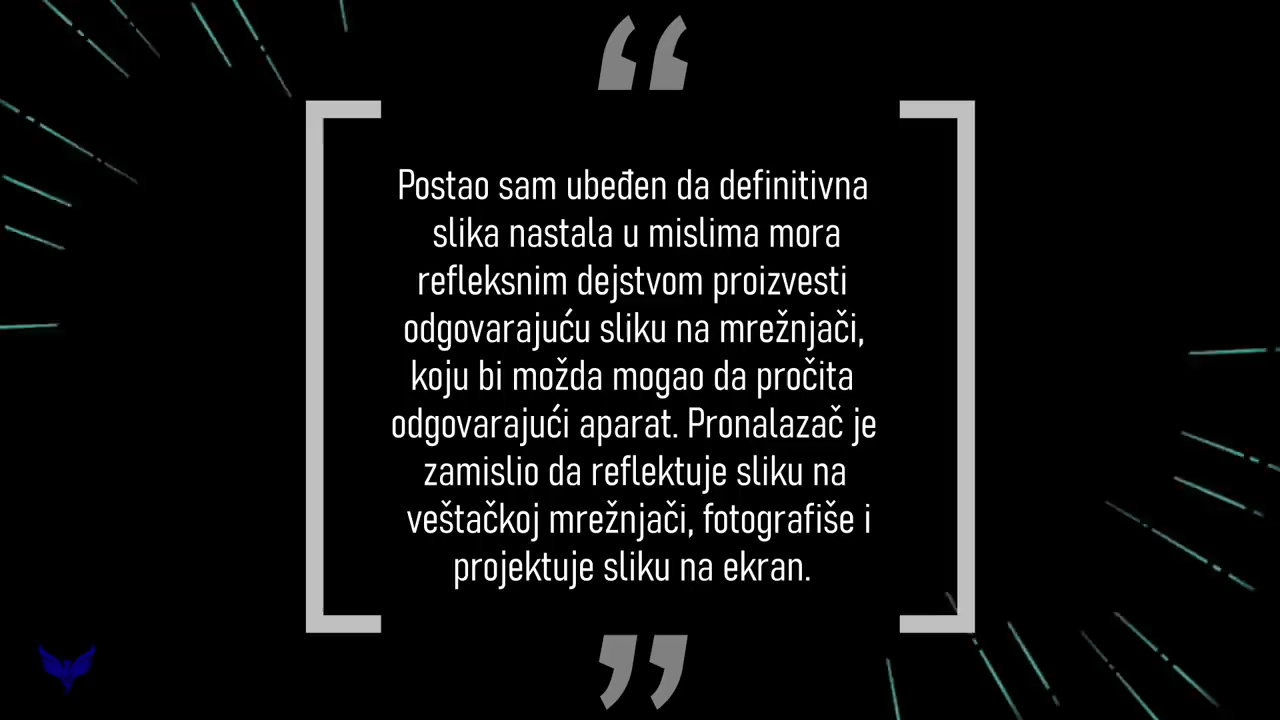 “
Postao sam ubeđen da definitivna
slika nastala u mislima mora
refleksnim dejstvom proizvesti
odgovarajuću sliku na mrežnjači,
koju bi možda mogao da pročita
odgovarajući aparat. Pronalazač je
zamislio da reflektuje sliku na
veštačkoj mrežnjači, fotografiše i
projektuje sliku na ekran.
”